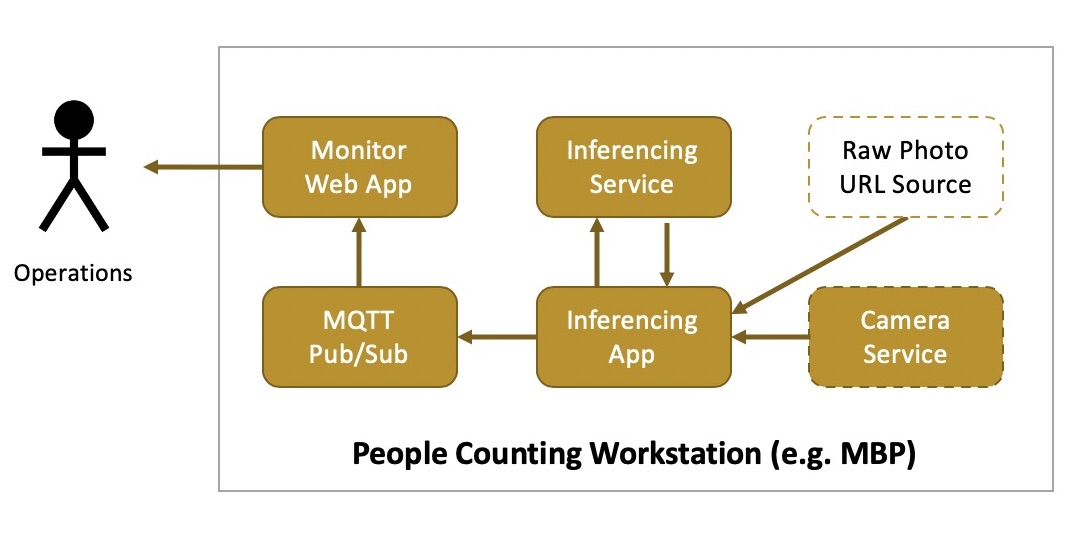 Monitor
Web App
Inferencing
Service
Raw Photo
URL Source
Operations
MQTT
Pub/Sub
Inferencing
App
Camera
Service
People Counting Workstation (e.g. MBP)